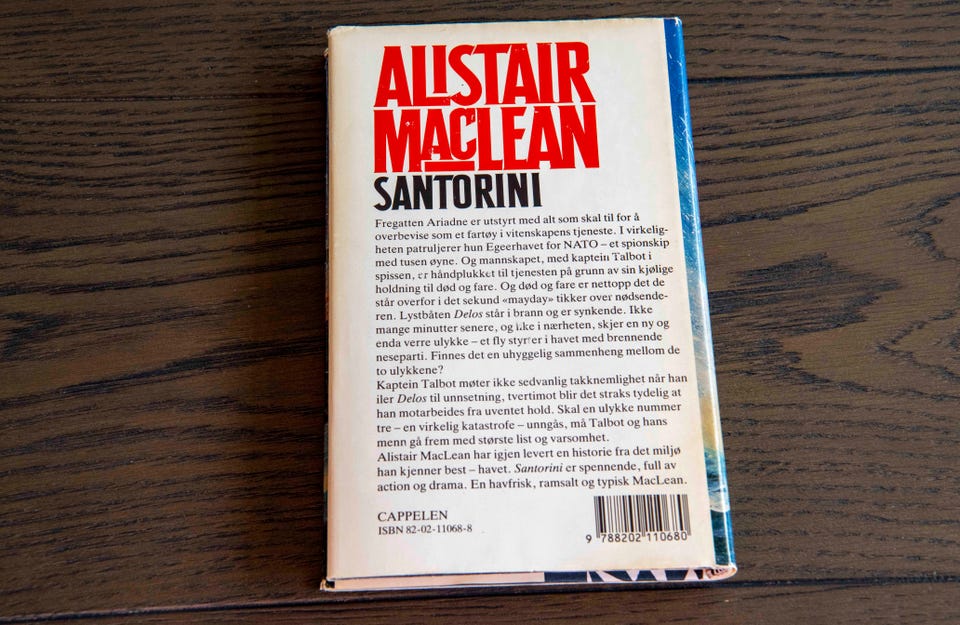 ALISTAIR
MACLEAN
SANTORINI
Fregatten Ariadne er utstyrt med alt som skal til for å
overbevise som et fartøy i vitenskapens tjeneste. I virkelig-
heten patruljerer hun Egeerhavet for NATO – et spionskip
med tusen øyne. Og mannskapet, med kaptein Talbot i
spissen, er håndplukket til tjenesten på grunn av sin kjølige
holdning til død og fare. Og død og fare er nettopp det de
står overfor i det sekund «mayday» tikker over nødsende-
ren. Lystbåten Delos står i brann og er synkende. Ikke
mange minutter senere, og ikke i nærheten, skjer en ny og
enda verre ulykke – et fly styrter i havet med brennende
neseparti. Finnes det en uhyggelig sammenheng mellom de
to ulykkene?
Kaptein Talbot møter ikke sedvanlig takknemlighet når han
iler Delos til unnsetning, tvertimot blir det straks tydelig at
han motarbeides fra uventet hold. Skal en ulykke nummer
tre – en virkelig katastrofe – unngås, må Talbot og hans
menn gå frem med største list og varsomhet.
Alistair MacLean har igjen levert en historie fra det miljø
han kjenner best – havet. Santorini er spennende, full av
action og drama. En havfrisk, ramsalt og typisk MacLean.
CAPPELEN
ISBN 82-02-11068-8
9 788202 110680